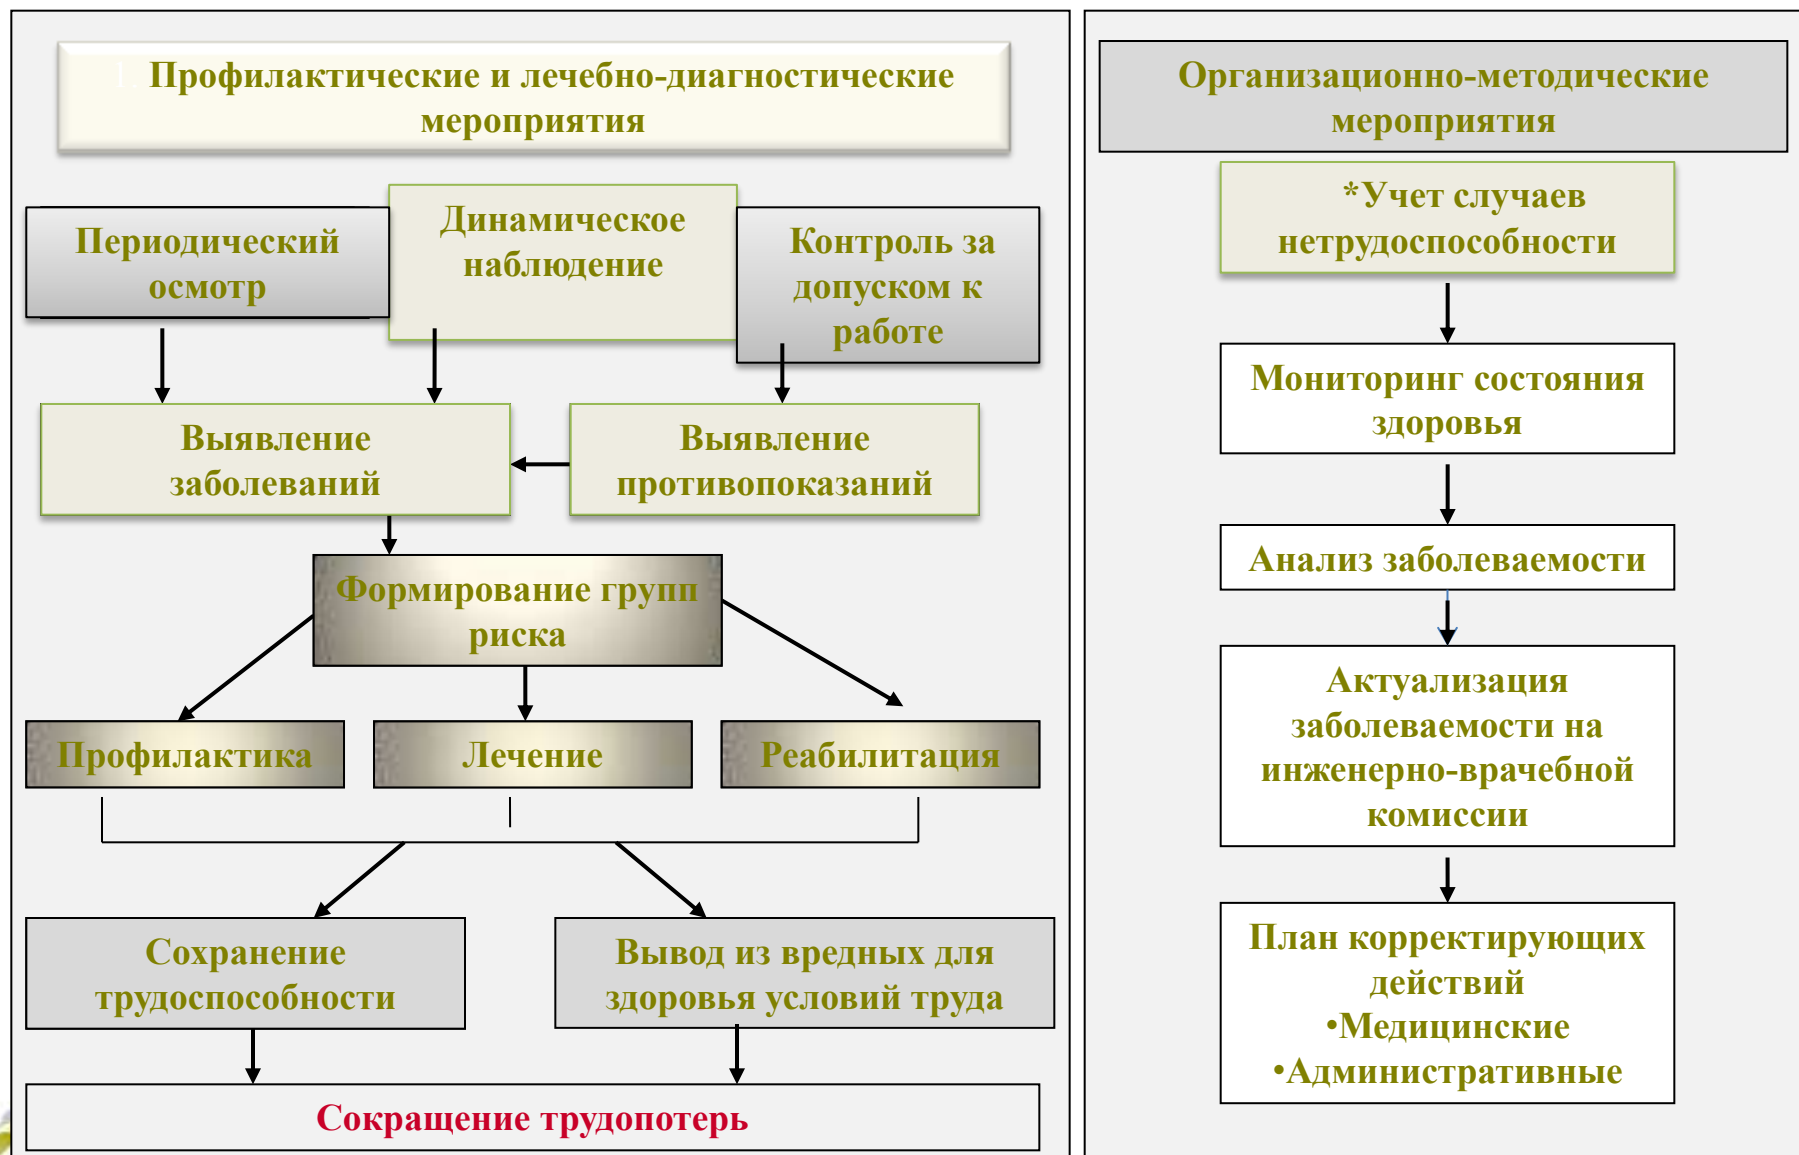 1. Профилактические и лечебно-диагностические
мероприятия
Периодический
осмотр
Динамическое
наблюдение
Контроль за
допуском к
работе
Выявление
заболеваний
Выявление
противопоказаний
Формирование групп
риска
Профилактика
Лечение
Реабилитация
Сохранение
трудоспособности
Вывод из вредных для
здоровья условий труда
Сокращение трудопотерь
Организационно-методические
мероприятия
*Учет случаев
нетрудоспособности
Мониторинг состояния
здоровья
Анализ заболеваемости
Актуализация
заболеваемости на
инженерно-врачебной
комиссии
План корректирующих
действий
•Медицинские
•Административные